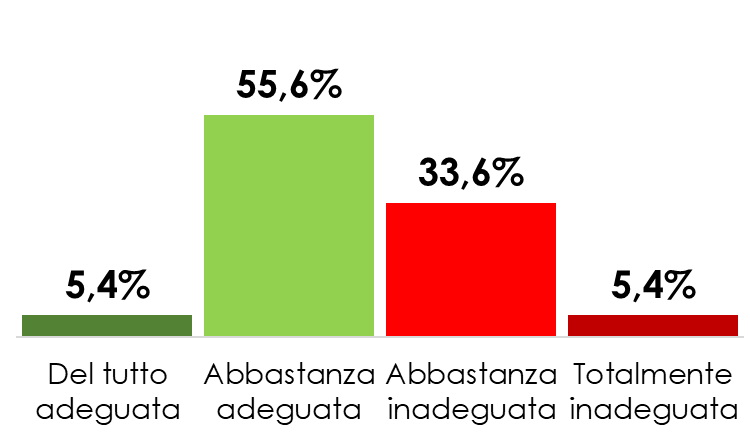 55,6%
33,6%
5,4%
5,4%
Del tutto
adeguata
Abbastanza
adeguata
Abbastanza
inadeguata
Totalmente
inadeguata